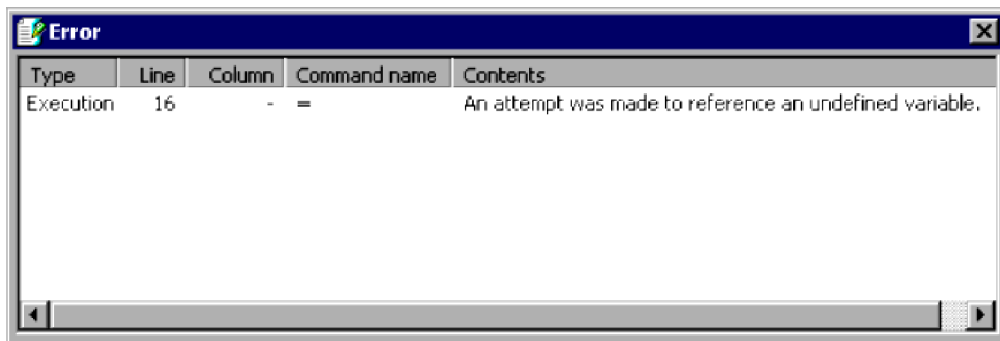 Error
Type Line Column Command name Contents
Execution 16 - = An attempt was made to reference an undefined variable.